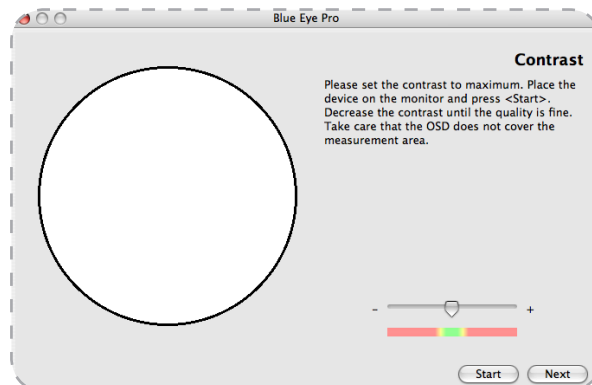 Blue Eye Pro
Contrast
Please set the contrast to maximum. Place the
device on the monitor and press <Start>.
Decrease the contrast until the quality is fine.
Take care that the OSD does not cover the
measurement area.
- +
Start Next